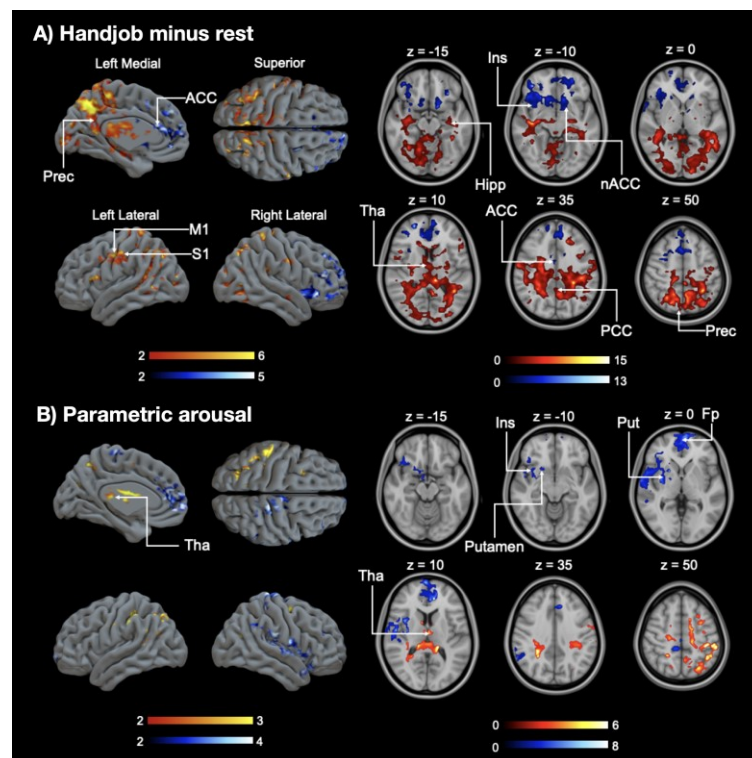 A) Handjob minus rest
Left Medial
Superior
z = -15
z = -10
z = 0
ACC
Ins
Prec
Hipp
nACC
Left Lateral
Right Lateral
z = 10
z = 35
z = 50
M1
S1
Tha
ACC
PCC
Prec
2 6
2 5
0 15
0 13
B) Parametric arousal
z = -15
z = -10
z = 0
Ins
Put
Fp
Tha
Putamen
z = 10
z = 35
z = 50
Tha
2 3
2 4
0 6
0 8